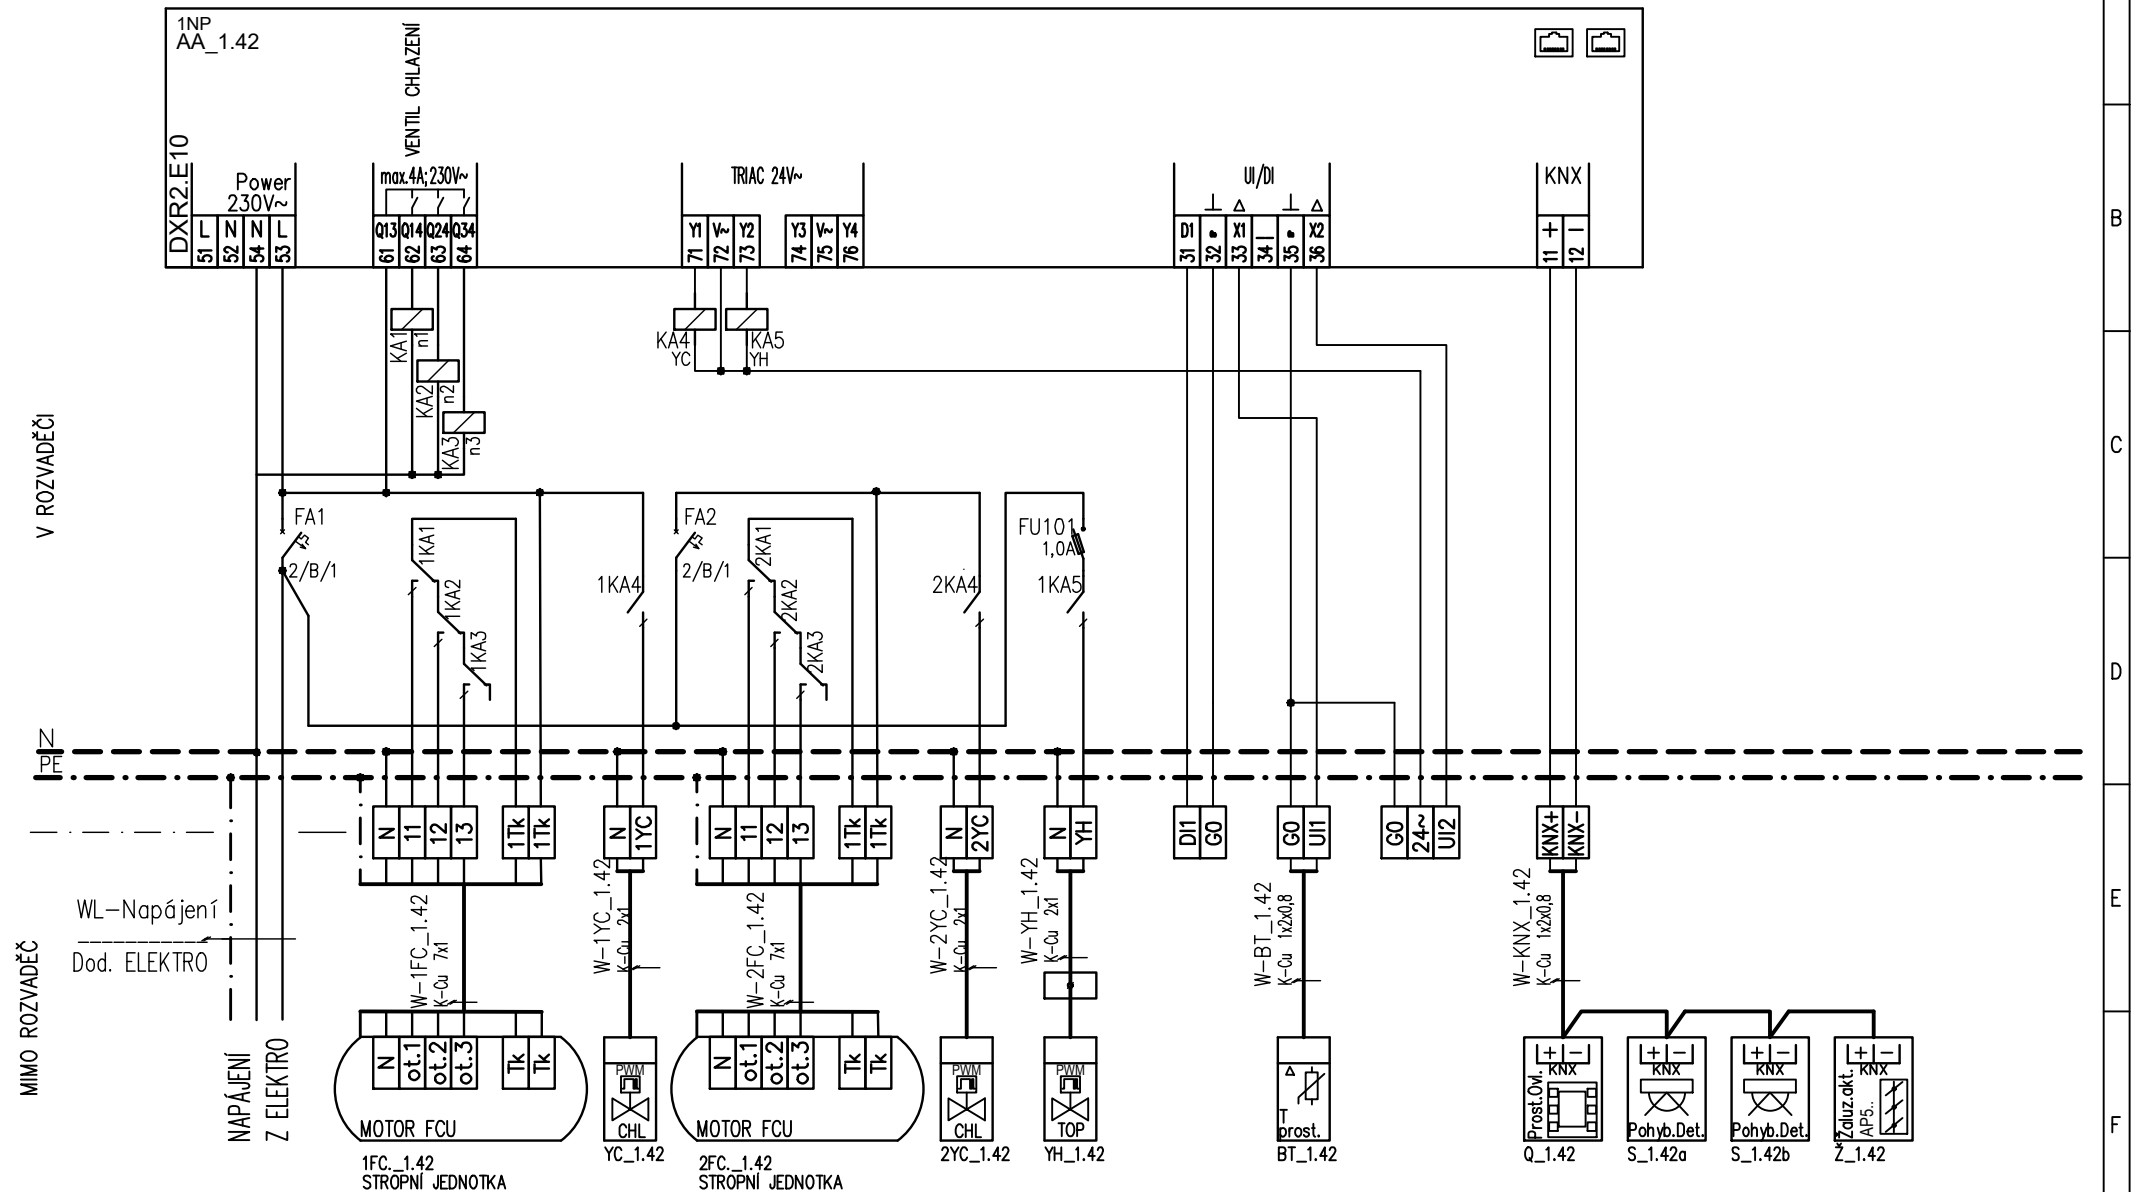 1NP
AA_1.42
DXR2.E10
VENTIL CHLAZENÍ
Power
230V~
max.4A;230V~
TRIAC 24V~
UI/DI
KNX
L N N L
51 52 54 53
Q13 Q14 Q24 Q34
61 62 63 64
Y1 V~ Y2 Y3 V~ Y4
71 72 73 74 75 76
D1 X1 X2
31 32 33 34 35 36
+ −
11 12
B
KA1 n1
KA2 n2
KA3 n3
KA4 YC
KA5 YH
C
V ROZVADĚČI
FA1
2/B/1
1KA1
1KA2
1KA3
1KA4
FA2
2/B/1
2KA1
2KA2
2KA3
2KA4
FU101
1,0A
1KA5
D
N
PE
N 11 12 13 1Tk 1Tk
N 1YC
N 11 12 13 1Tk 1Tk
N 2YC
N YH
DI1 G0
G0 UI1
G0 24~ UI2
KNX+ KNX−
E
WL−Napájení
Dod. ELEKTRO
W−1FC_1.42
K−Cu 7x1
W−1YC_1.42
K−Cu 2x1
W−2FC_1.42
K−Cu 7x1
W−2YC_1.42
K−Cu 2x1
W−YH_1.42
K−Cu 2x1
W−BT_1.42
K−Cu 1x2x0,8
W−KNX_1.42
K−Cu 1x2x0,8
MIMO ROZVADĚČ
NAPÁJENÍ
Z ELEKTRO
N ot.1 ot.2 ot.3 Tk Tk
MOTOR FCU
1FC._1.42
STROPNÍ JEDNOTKA
PWM
CHL
YC_1.42
N ot.1 ot.2 ot.3 Tk Tk
MOTOR FCU
2FC._1.42
STROPNÍ JEDNOTKA
PWM
CHL
2YC_1.42
PWM
TOP
YH_1.42
T
prost.
BT_1.42
+ −
KNX
Prost.Ovl.
Q_1.42
+ −
KNX
Pohyb.Det.
S_1.42a
+ −
KNX
Pohyb.Det.
S_1.42b
+ −
KNX
Žaluz.akt.
AP5..
Ž_1.42
F